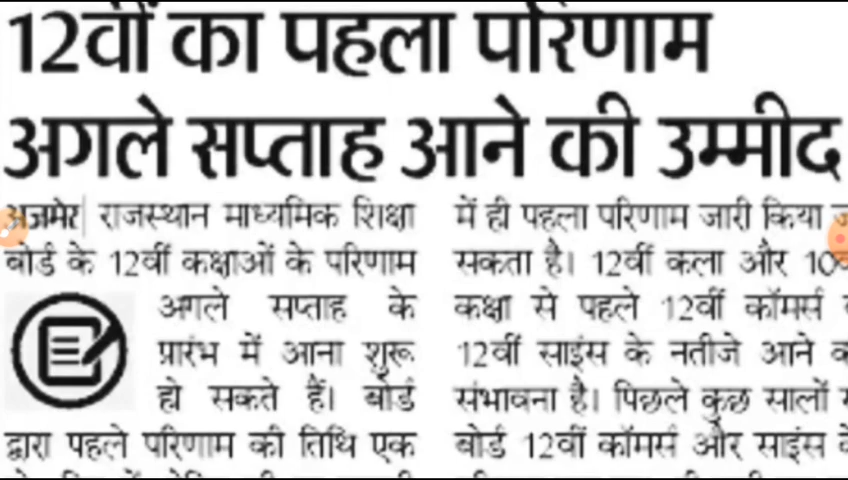 12वीं का पहला परिणाम
अगले सप्ताह आने की उम्मीद
अजमेर| राजस्थान माध्यमिक शिक्षा
बोर्ड के 12वीं कक्षाओं के परिणाम
अगले सप्ताह के
प्रारंभ में आना शुरू
हो सकते हैं। बोर्ड
द्वारा पहले परिणाम की तिथि एक
में ही पहला परिणाम जारी किया
सकता है। 12वीं कला और
कक्षा से पहले 12वीं कॉमर्स
12वीं साइंस के नतीजे आने
संभावना है। पिछले कुछ सालों
बोर्ड 12वीं कॉमर्स और साइंस